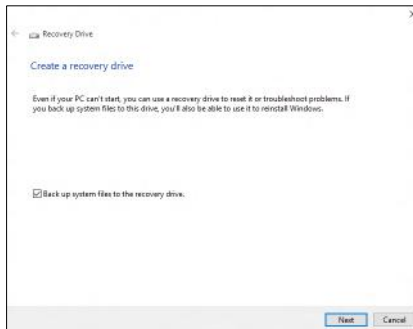 Recovery Drive
Create a recovery drive
Even if your PC can't start, you can use a recovery drive to reset it or troubleshoot problems. If
you back up system files to this drive, you'll also be able to use it to reinstall Windows.
Back up system files to the recovery drive.
Next Cancel